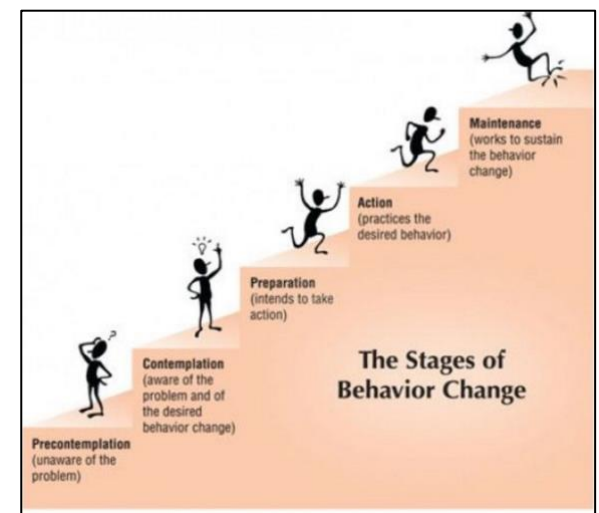 Maintenance
(works to sustain
the behavior
change)
Action
(practices the
desired behavior)
Preparation
(intends to take
action)
Contemplation
(aware of the
problem and of
the desired
behavior change)
Precontemplation
(unaware of the
problem)
The Stages of
Behavior Change